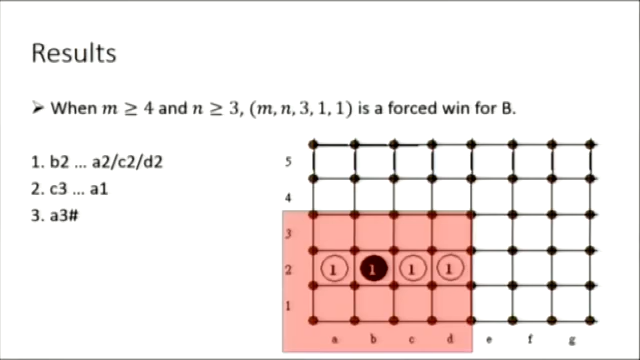 Results
➢ When m ≥ 4 and n ≥ 3, (m, n, 3, 1, 1) is a forced win for B.
1. b2 ... a2/c2/d2
2. c3 ... a1
3. a3#
5
4
3
2 1 1 1 1
1
a b c d e f g